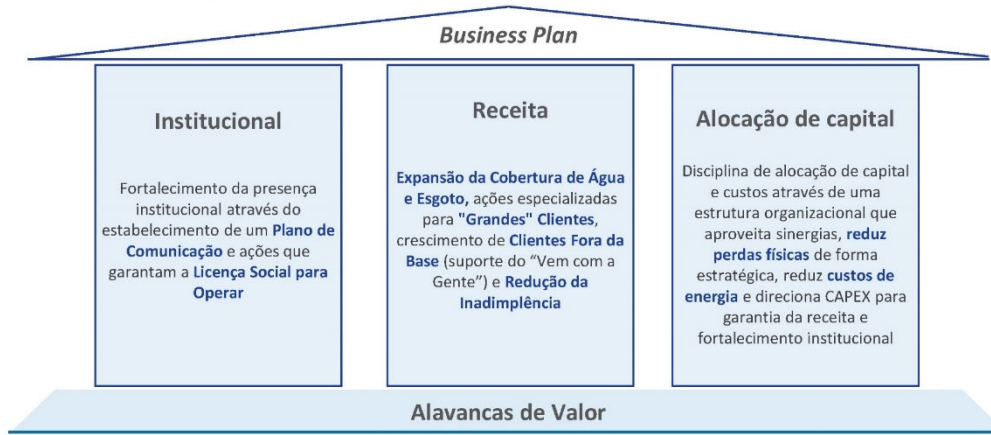 Business Plan
Institucional
Fortalecimento da presença
institucional através do
estabelecimento de um Plano de
Comunicação e ações que
garantam a Licença Social para
Operar
Receita
Expansão da Cobertura de Água
e Esgoto, ações especializadas
para "Grandes" Clientes,
crescimento de Clientes Fora da
Base (suporte do “Vem com a
Gente”) e Redução da
Inadimplência
Alocação de capital
Disciplina de alocação de capital
e custos através de uma
estrutura organizacional que
aproveita sinergias, reduz
perdas físicas de forma
estratégica, reduz custos de
energia e direciona CAPEX para
garantia da receita e
fortalecimento institucional
Alavancas de Valor